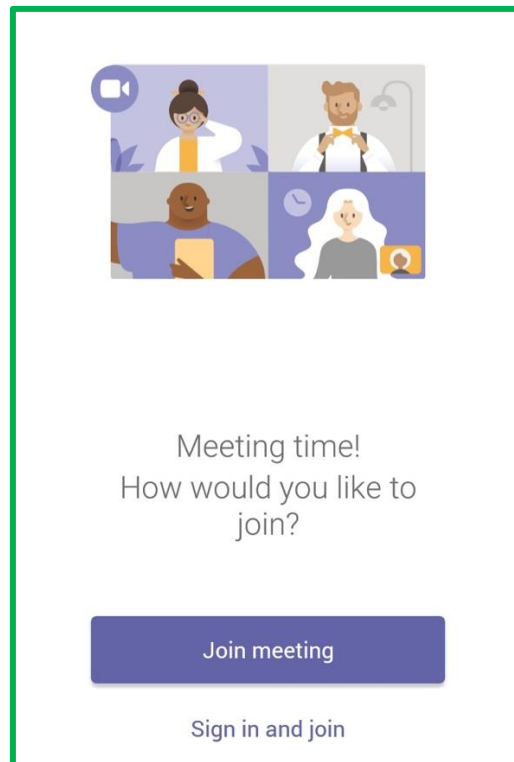 Meeting time!
How would you like to
join?
Join meeting
Sign in and join